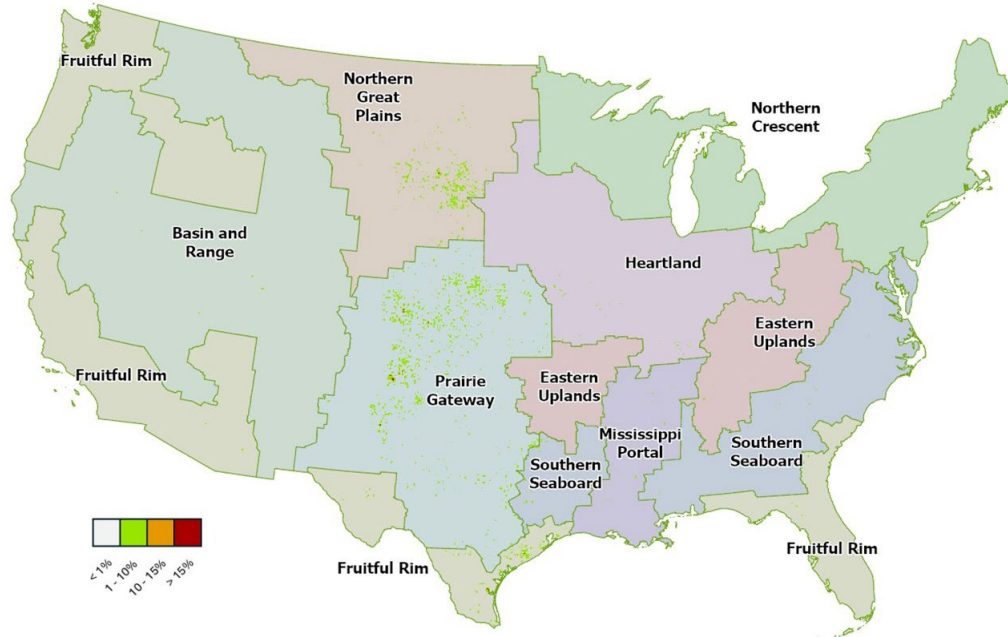 Fruitful Rim
Northern
Great
Plains
Northern
Crescent
Basin and
Range
Heartland
Eastern
Uplands
Fruitful Rim
Prairie
Gateway
Eastern
Uplands
Mississippi
Portal
Southern
Seaboard
Southern
Seaboard
Fruitful Rim
Fruitful Rim
< 1%
1 - 10%
10 - 15%
> 15%